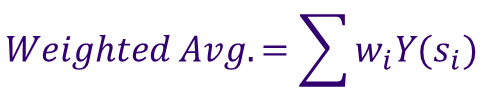 Weighted Avg. = ∑ wᵢY(sᵢ)